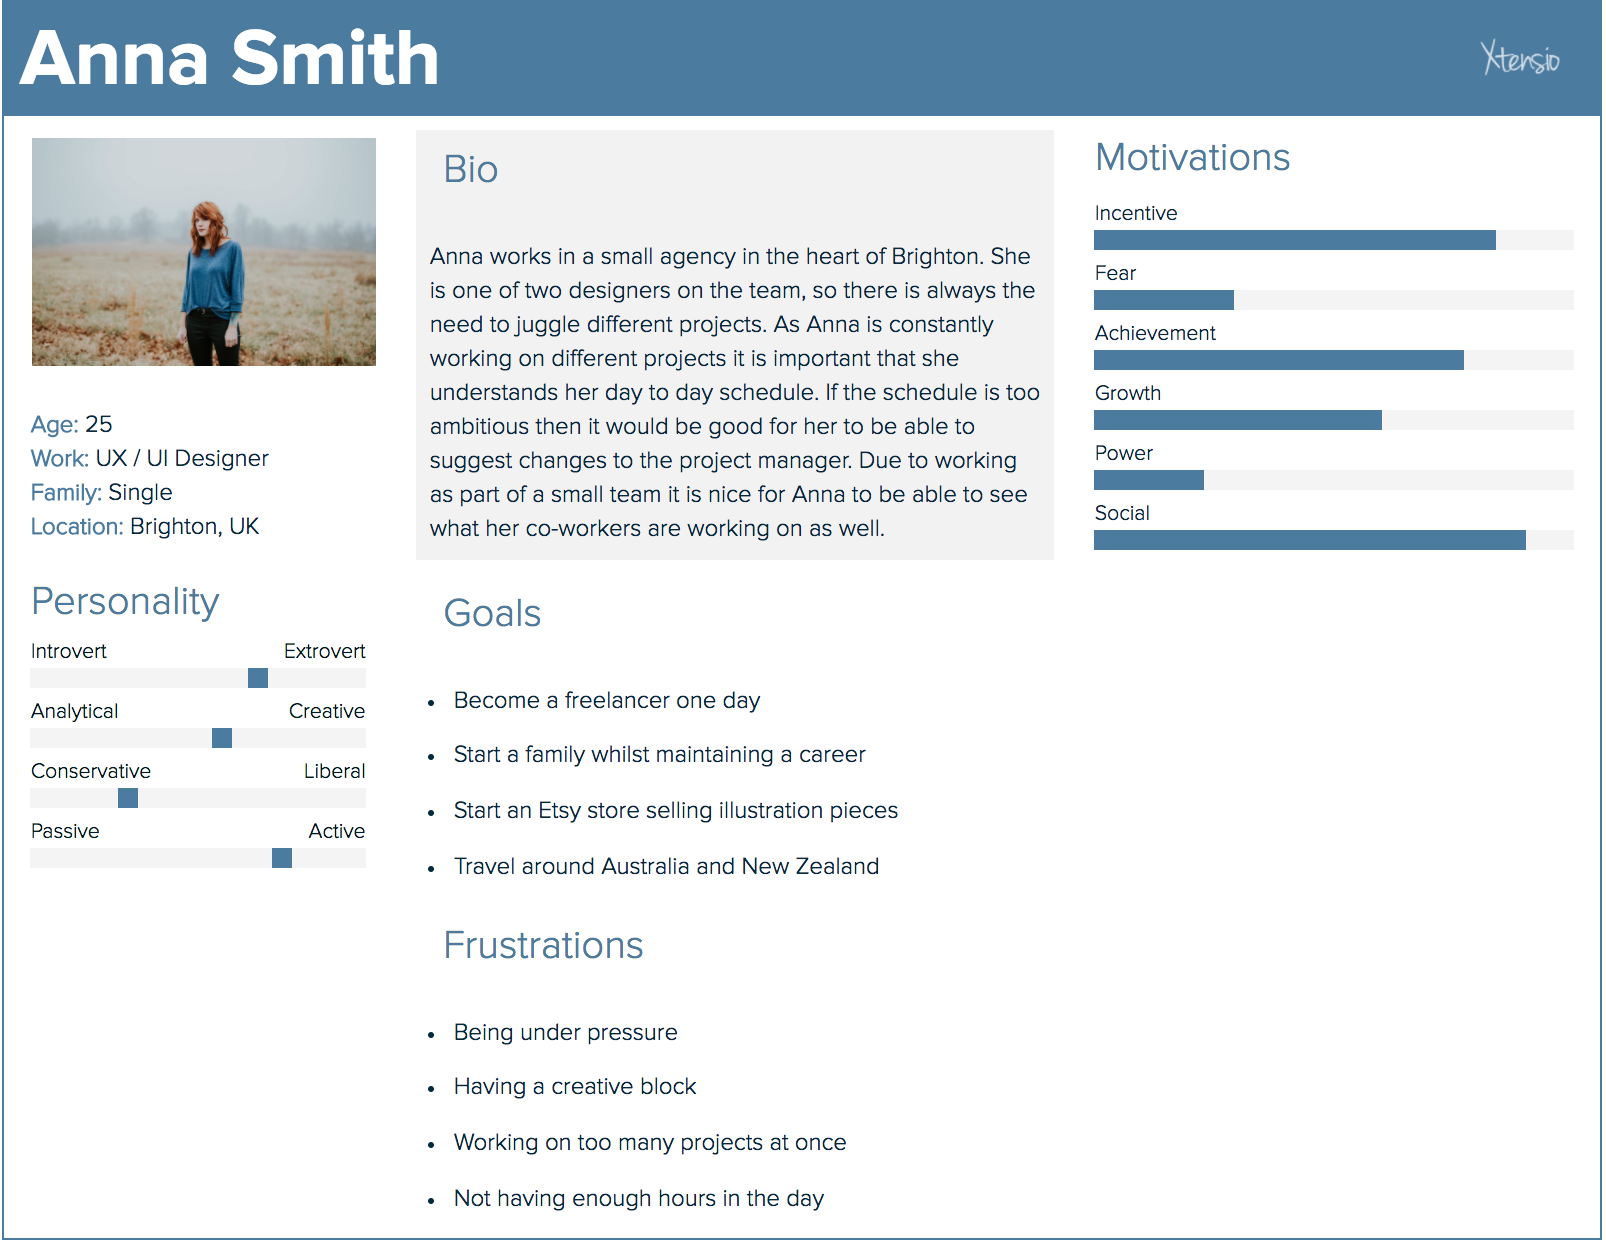 Anna Smith
Xtensio
Age: 25
Work: UX / UI Designer
Family: Single
Location: Brighton, UK
Personality
Introvert Extrovert
Analytical Creative
Conservative Liberal
Passive Active
Bio
Anna works in a small agency in the heart of Brighton. She
is one of two designers on the team, so there is always the
need to juggle different projects. As Anna is constantly
working on different projects it is important that she
understands her day to day schedule. If the schedule is too
ambitious then it would be good for her to be able to
suggest changes to the project manager. Due to working
as part of a small team it is nice for Anna to be able to see
what her co-workers are working on as well.
Goals
• Become a freelancer one day
• Start a family whilst maintaining a career
• Start an Etsy store selling illustration pieces
• Travel around Australia and New Zealand
Frustrations
• Being under pressure
• Having a creative block
• Working on too many projects at once
• Not having enough hours in the day
Motivations
Incentive
Fear
Achievement
Growth
Power
Social